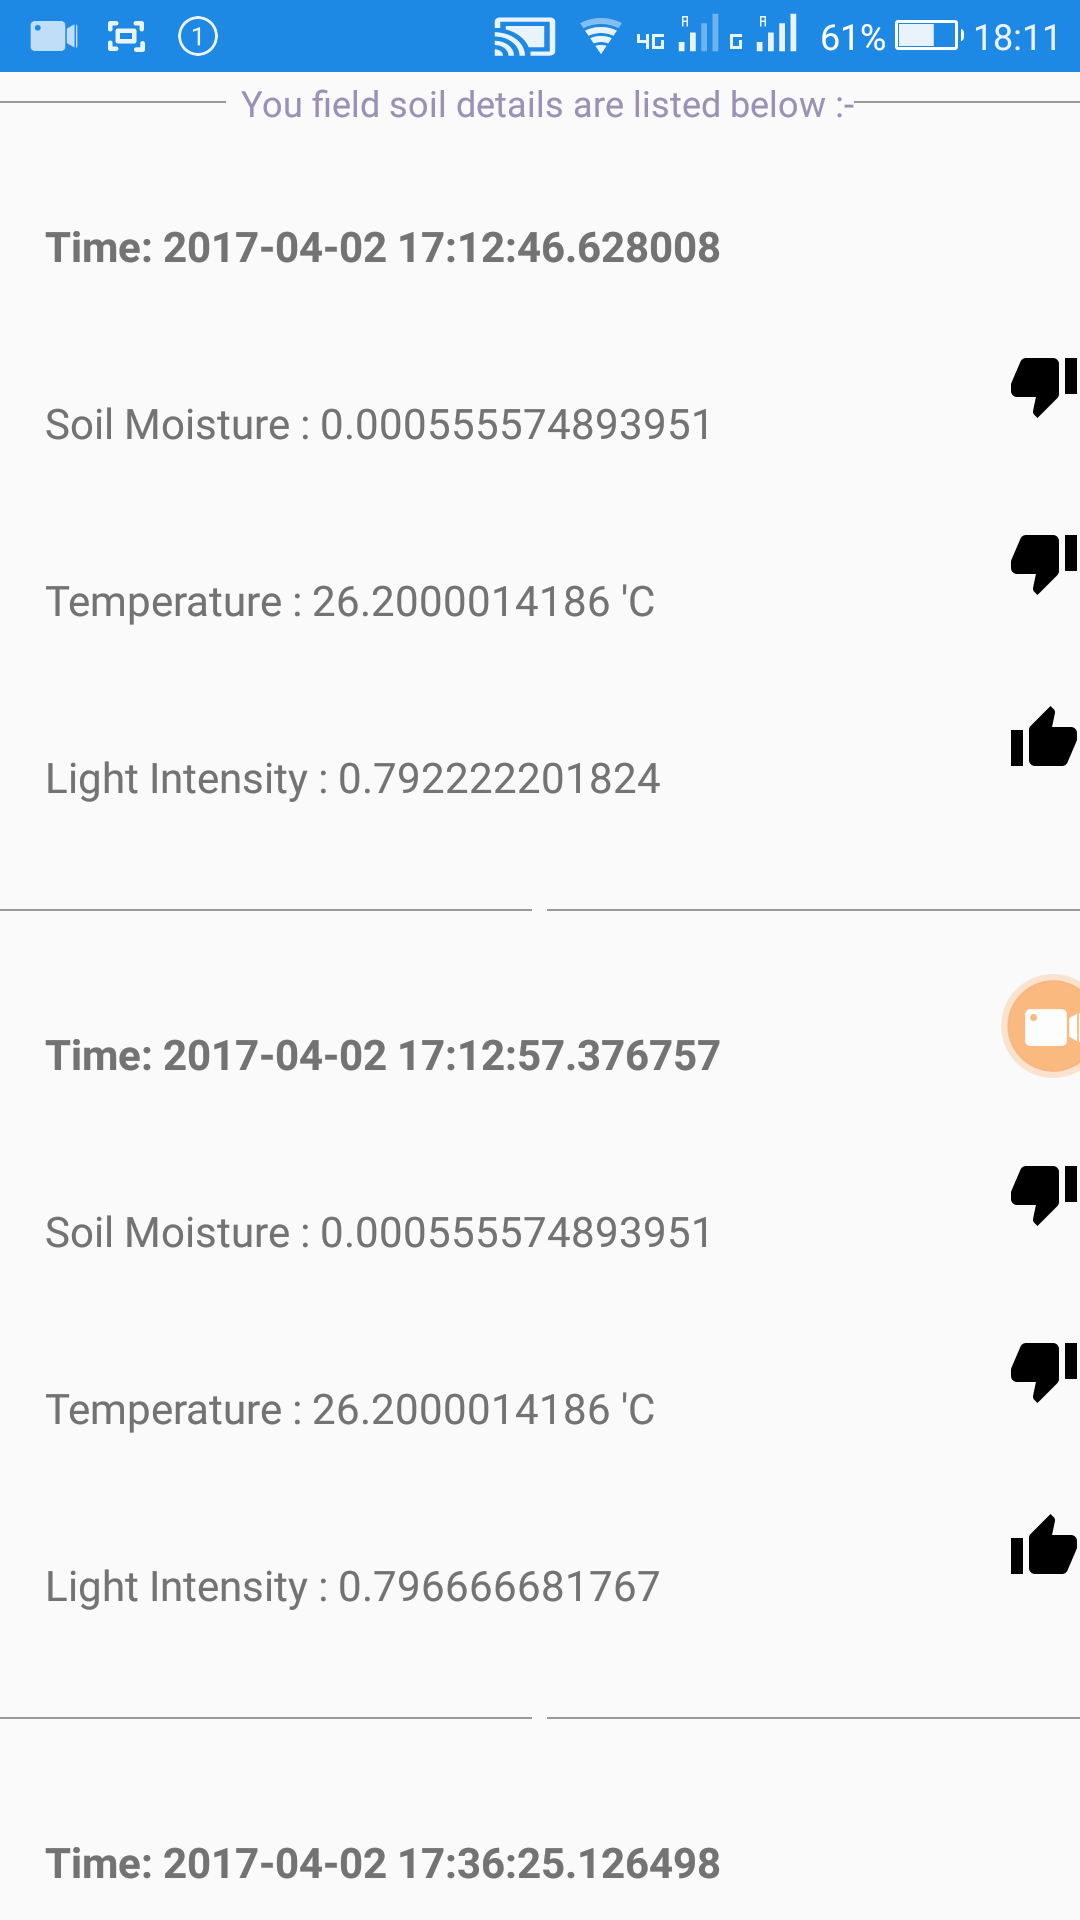 1 4G R G R 61% 18:11
You field soil details are listed below :-
Time: 2017-04-02 17:12:46.628008
Soil Moisture : 0.000555574893951
Temperature : 26.2000014186 'C
Light Intensity : 0.792222201824
Time: 2017-04-02 17:12:57.376757
Soil Moisture : 0.000555574893951
Temperature : 26.2000014186 'C
Light Intensity : 0.796666681767
Time: 2017-04-02 17:36:25.126498